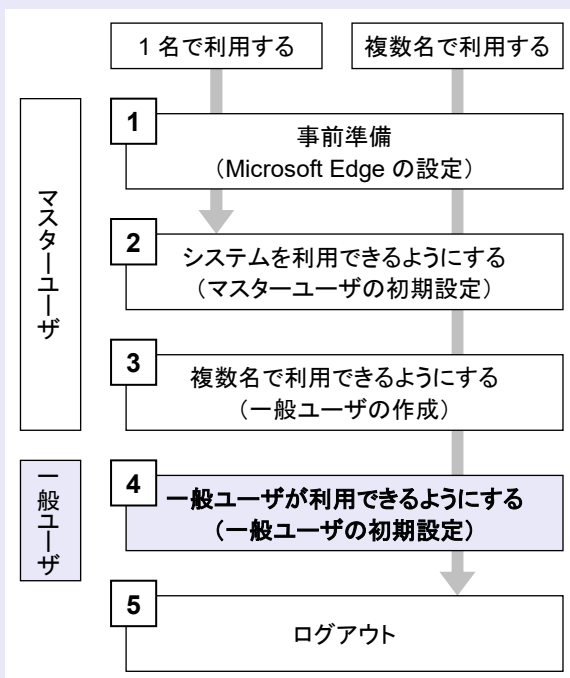 1 名で利用する
複数名で利用する
マスターユーザ
1
事前準備
（Microsoft Edge の設定）
2
システムを利用できるようにする
（マスターユーザの初期設定）
3
複数名で利用できるようにする
（一般ユーザの作成）
一般ユーザ
4
一般ユーザが利用できるようにする
（一般ユーザの初期設定）
5
ログアウト